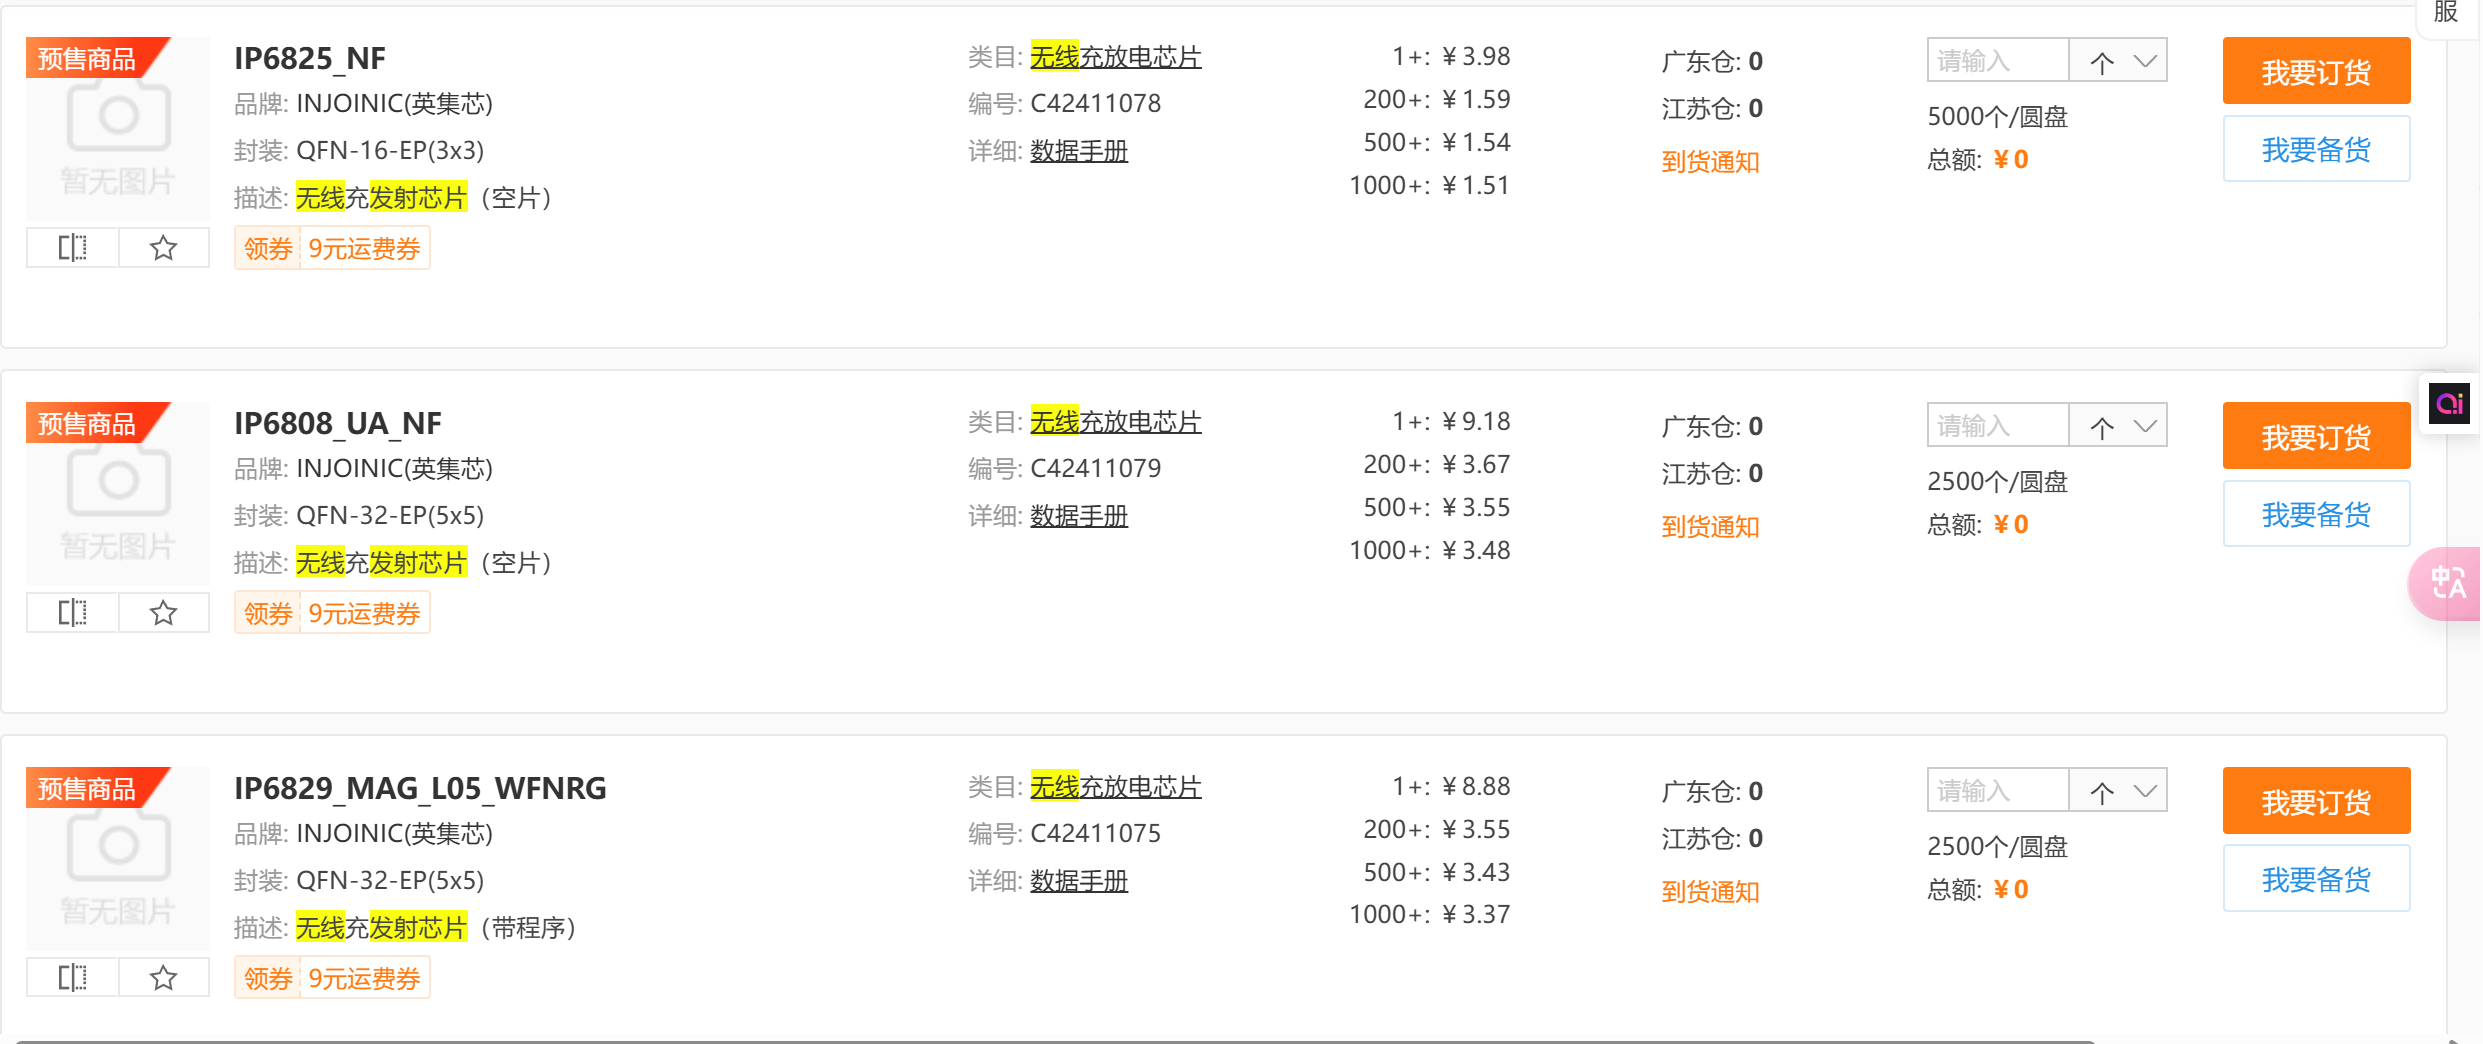 服
预售商品
暂无图片
IP6825_NF
品牌: INJOINIC(英集芯)
封装: QFN-16-EP(3x3)
描述: 无线充发射芯片（空片）
领券 9元运费券
类目: 无线充放电芯片
编号: C42411078
详细: 数据手册
1+: ¥3.98
200+: ¥1.59
500+: ¥1.54
1000+: ¥1.51
广东仓: 0
江苏仓: 0
到货通知
请输入 个
5000个/圆盘
总额: ¥0
我要订货
我要备货
预售商品
暂无图片
IP6808_UA_NF
品牌: INJOINIC(英集芯)
封装: QFN-32-EP(5x5)
描述: 无线充发射芯片（空片）
领券 9元运费券
类目: 无线充放电芯片
编号: C42411079
详细: 数据手册
1+: ¥9.18
200+: ¥3.67
500+: ¥3.55
1000+: ¥3.48
广东仓: 0
江苏仓: 0
到货通知
请输入 个
2500个/圆盘
总额: ¥0
我要订货
我要备货
中A
预售商品
暂无图片
IP6829_MAG_L05_WFNRG
品牌: INJOINIC(英集芯)
封装: QFN-32-EP(5x5)
描述: 无线充发射芯片（带程序）
领券 9元运费券
类目: 无线充放电芯片
编号: C42411075
详细: 数据手册
1+: ¥8.88
200+: ¥3.55
500+: ¥3.43
1000+: ¥3.37
广东仓: 0
江苏仓: 0
到货通知
请输入 个
2500个/圆盘
总额: ¥0
我要订货
我要备货